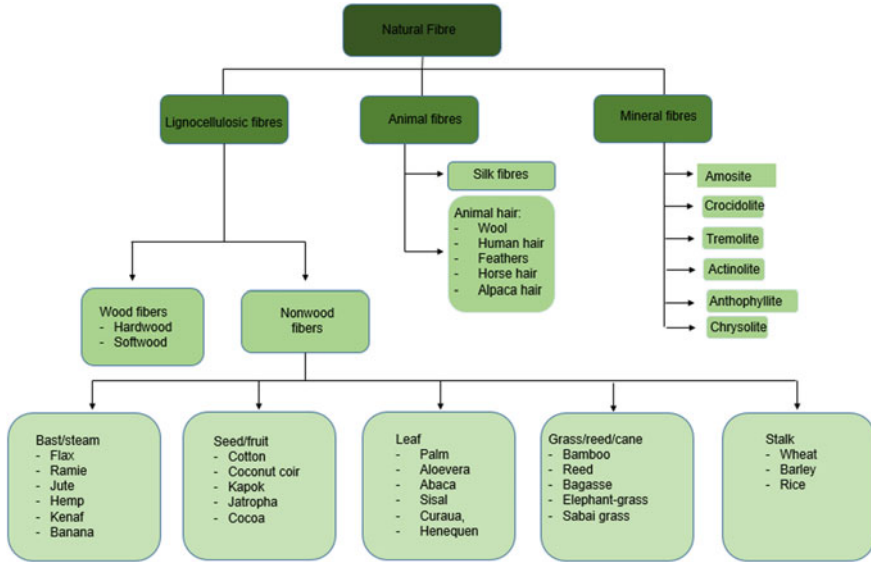 Natural Fibre
Lignocellulosic fibres
Animal fibres
Mineral fibres
Silk fibres
Animal hair:
- Wool
- Human hair
- Feathers
- Horse hair
- Alpaca hair
Amosite
Crocidolite
Tremolite
Actinolite
Anthophyllite
Chrysolite
Wood fibers
- Hardwood
- Softwood
Nonwood
fibers
Bast/steam
- Flax
- Ramie
- Jute
- Hemp
- Kenaf
- Banana
Seed/fruit
- Cotton
- Coconut coir
- Kapok
- Jatropha
- Cocoa
Leaf
- Palm
- Aloevera
- Abaca
- Sisal
- Curaua,
- Henequen
Grass/reed/cane
- Bamboo
- Reed
- Bagasse
- Elephant-grass
- Sabai grass
Stalk
- Wheat
- Barley
- Rice